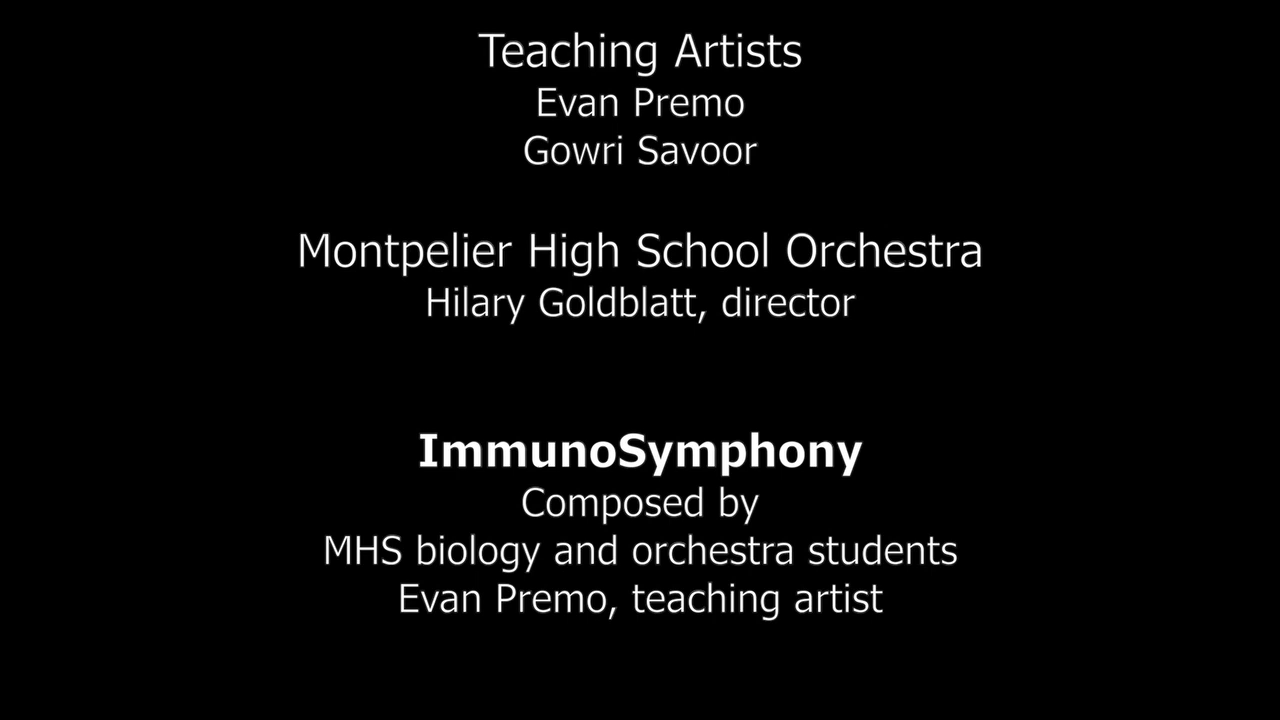 Teaching Artists
Evan Premo
Gowri Savoor
Montpelier High School Orchestra
Hilary Goldblatt, director
ImmunoSymphony
Composed by
MHS biology and orchestra students
Evan Premo, teaching artist